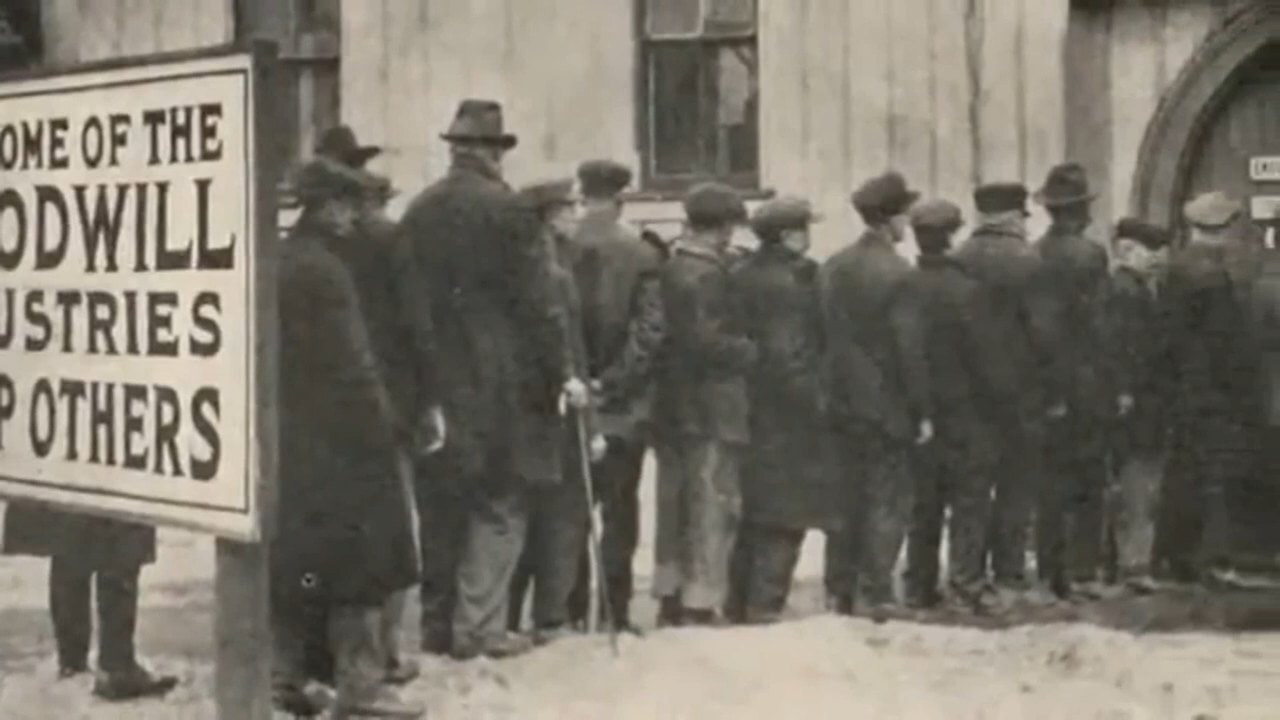 OME OF THE
ODWILL
USTRIES
P OTHERS